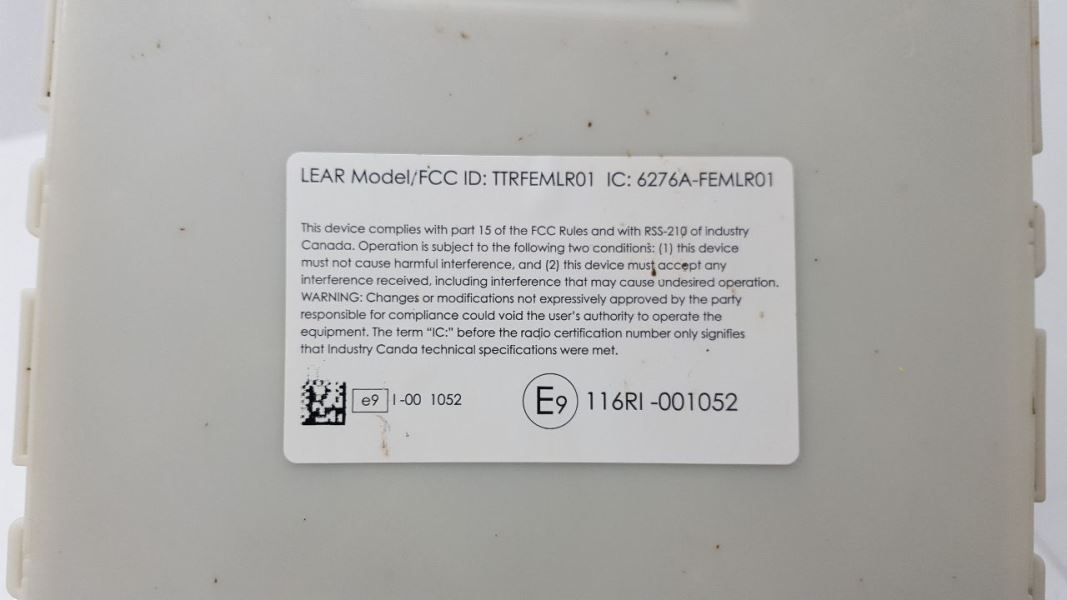 LEAR Model/FCC ID: TTRFEMLR01 IC: 6276A-FEMLR01
This device complies with part 15 of the FCC Rules and with RSS-210 of industry
Canada. Operation is subject to the following two conditions: (1) this device
must not cause harmful interference, and (2) this device must accept any
interference received, including interference that may cause undesired operation.
WARNING: Changes or modifications not expressively approved by the party
responsible for compliance could void the user's authority to operate the
equipment. The term “IC:” before the radio certification number only signifies
that Industry Canda technical specifications were met.
e9 I-00 1052 E9 116RI -001052